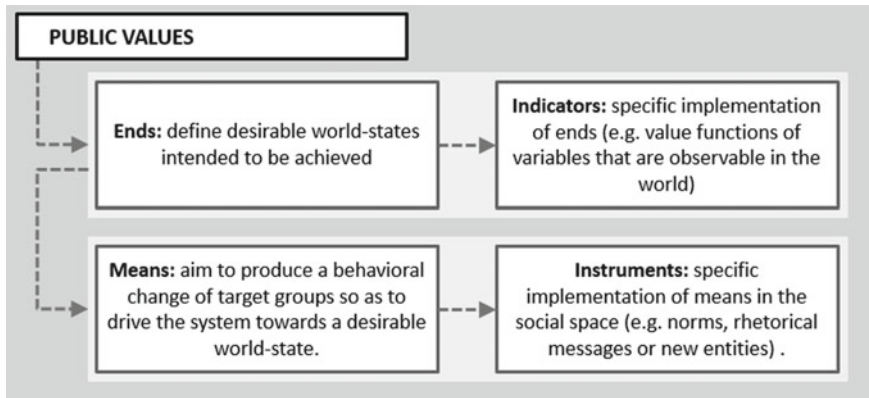 PUBLIC VALUES
Ends: define desirable world-states
intended to be achieved
Indicators: specific implementation
of ends (e.g. value functions of
variables that are observable in the
world)
Means: aim to produce a behavioral
change of target groups so as to
drive the system towards a desirable
world-state.
Instruments: specific
implementation of means in the
social space (e.g. norms, rhetorical
messages or new entities) .